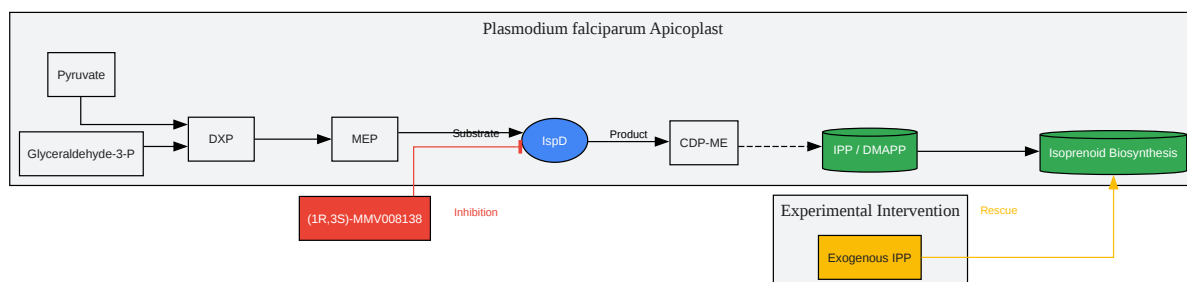 Plasmodium falciparum Apicoplast
Pyruvate
Glyceraldehyde-3-P
DXP
MEP
Substrate
IspD
Product
CDP-ME
IPP / DMAPP
Isoprenoid Biosynthesis
(1R,3S)-MMV008138
Inhibition
Experimental Intervention
Rescue
Exogenous IPP